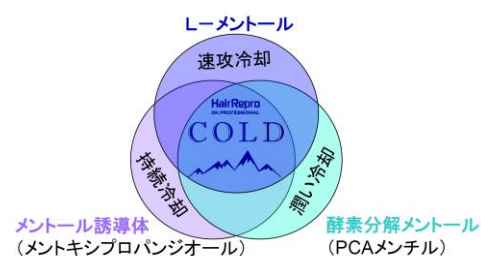 L－メントール
速攻冷却
HairRepro
DR.PROFESSIONAL
COLD
持続冷却
潤い冷却
メントール誘導体
（メントキシプロパンジオール）
酵素分解メントール
（PCAメンチル）